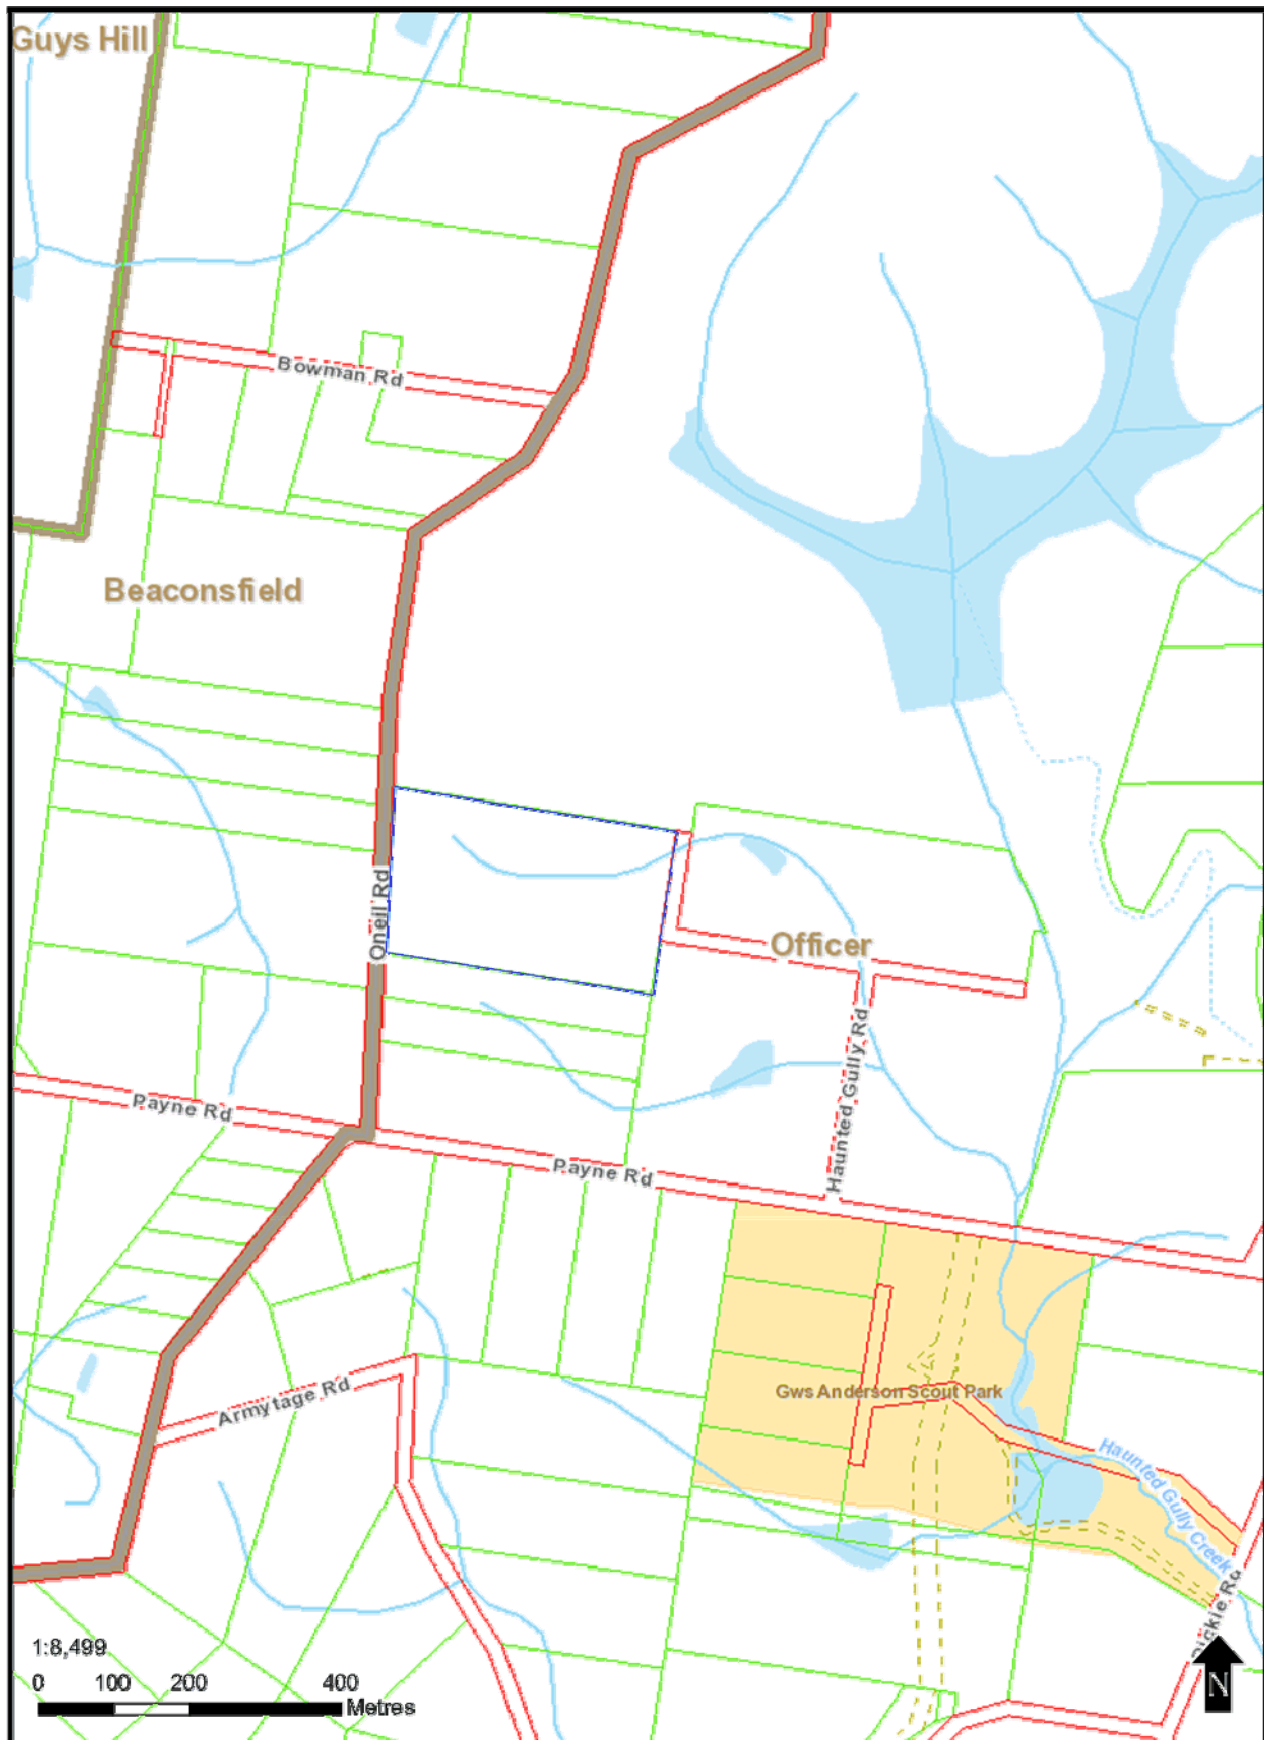 Guys Hill
Bowman Rd
Beaconsfield
Oneil Rd
Officer
Haunted Gully Rd
Payne Rd
Payne Rd
Gws Anderson Scout Park
Armytage Rd
Haunted Gully Creek
Rd
1:8,499
0 100 200 400
Metres
N